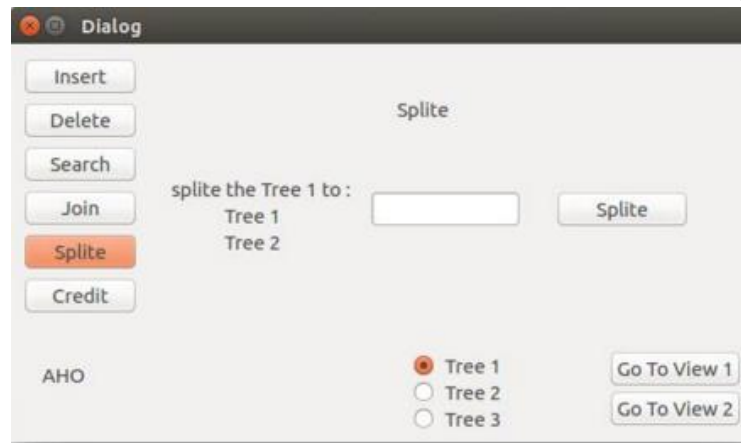 Dialog
Insert
Delete
Search
Join
Splite
Credit
Splite
splite the Tree 1 to :
Tree 1
Tree 2
Splite
AHO
Tree 1
Tree 2
Tree 3
Go To View 1
Go To View 2